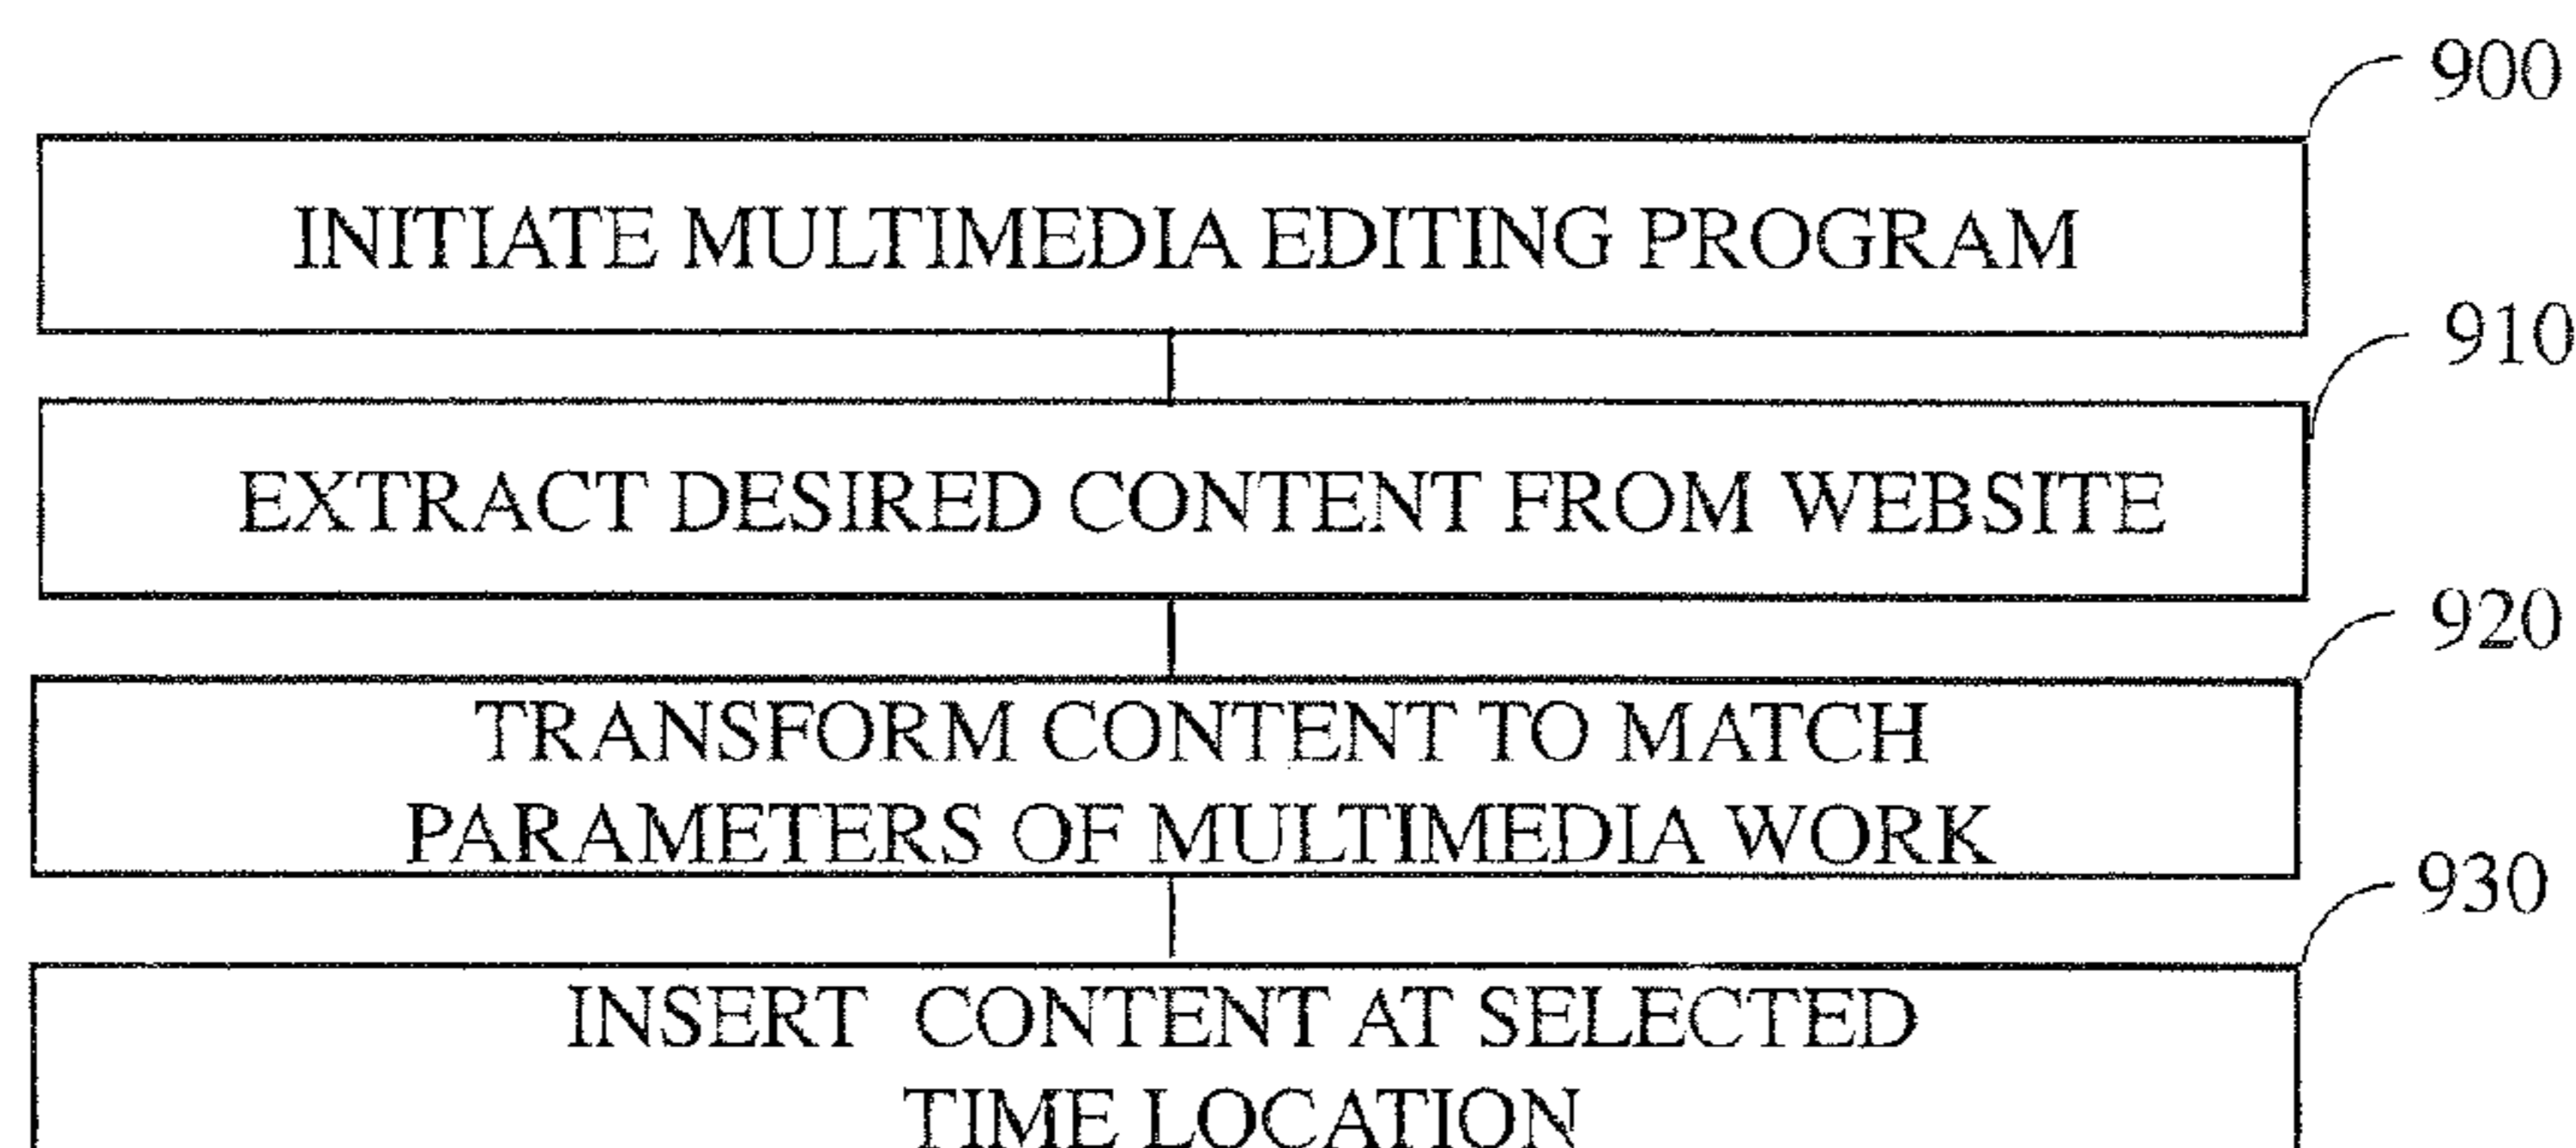 900
INITIATE MULTIMEDIA EDITING PROGRAM
910
EXTRACT DESIRED CONTENT FROM WEBSITE
920
TRANSFORM CONTENT TO MATCH
PARAMETERS OF MULTIMEDIA WORK
930
INSERT CONTENT AT SELECTED
TIME LOCATION